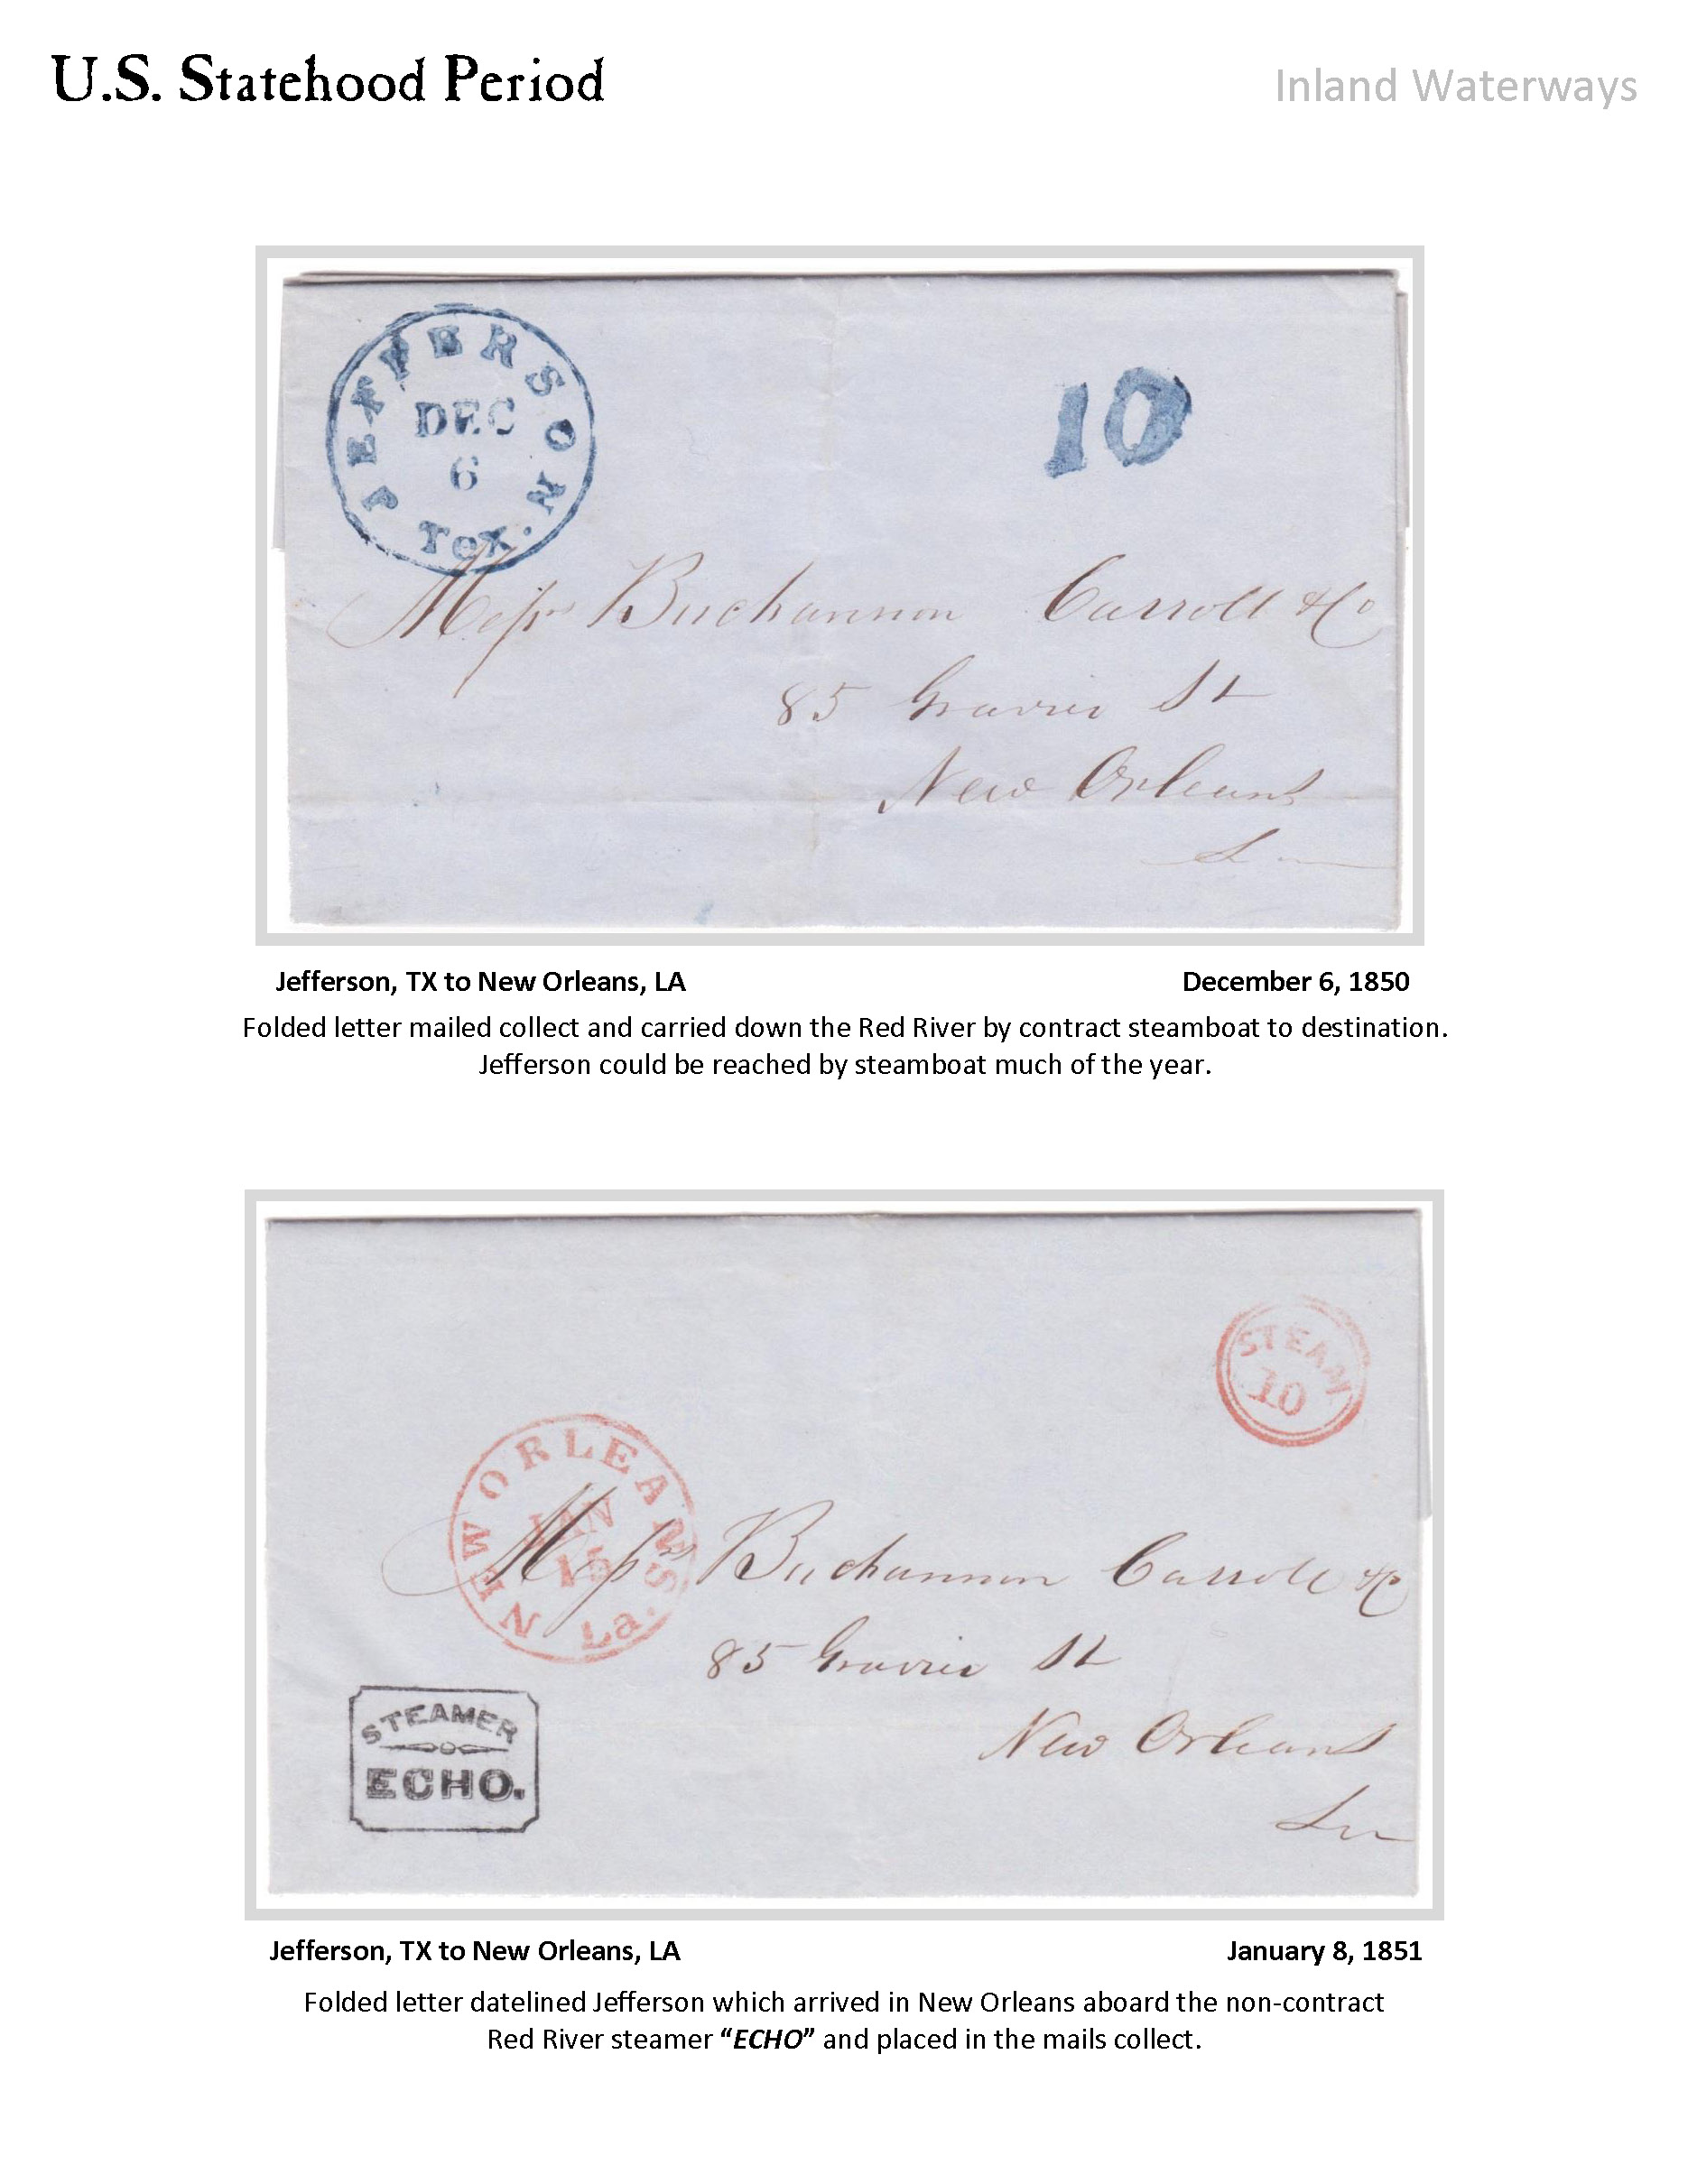 U.S. Statehood Period
Inland Waterways
JEFFERSON
DEC
6
Tex.
10
Messrs Buchannon Carroll & Co
85 Gravier St
New Orleans
La
Jefferson, TX to New Orleans, LA
December 6, 1850
Folded letter mailed collect and carried down the Red River by contract steamboat to destination.
Jefferson could be reached by steamboat much of the year.
STEAM
10
NEW ORLEANS
JAN
15
La.
Messrs Buchannon Carroll & Co
85 Gravier St
New Orleans
La
STEAMER
ECHO.
Jefferson, TX to New Orleans, LA
January 8, 1851
Folded letter datelined Jefferson which arrived in New Orleans aboard the non-contract
Red River steamer “ECHO” and placed in the mails collect.